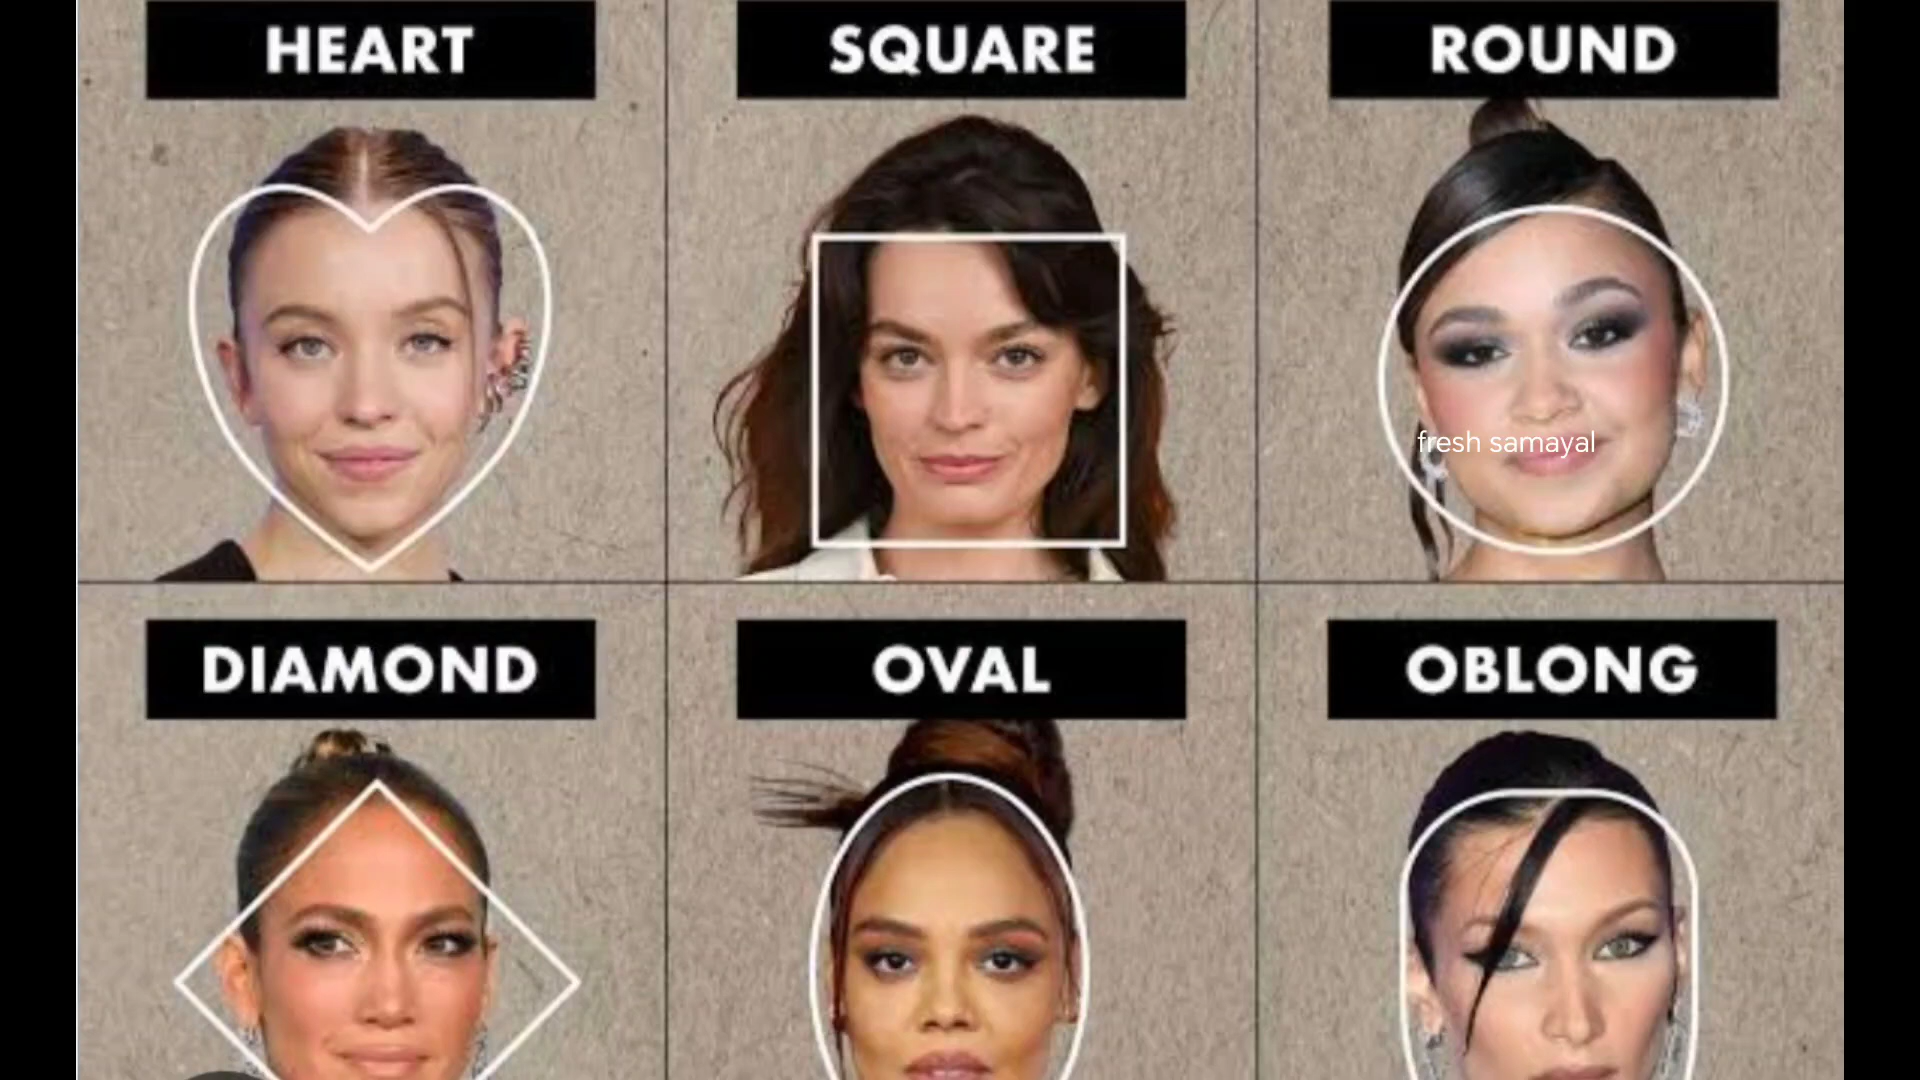 HEART
SQUARE
ROUND
fresh samayal
DIAMOND
OVAL
OBLONG